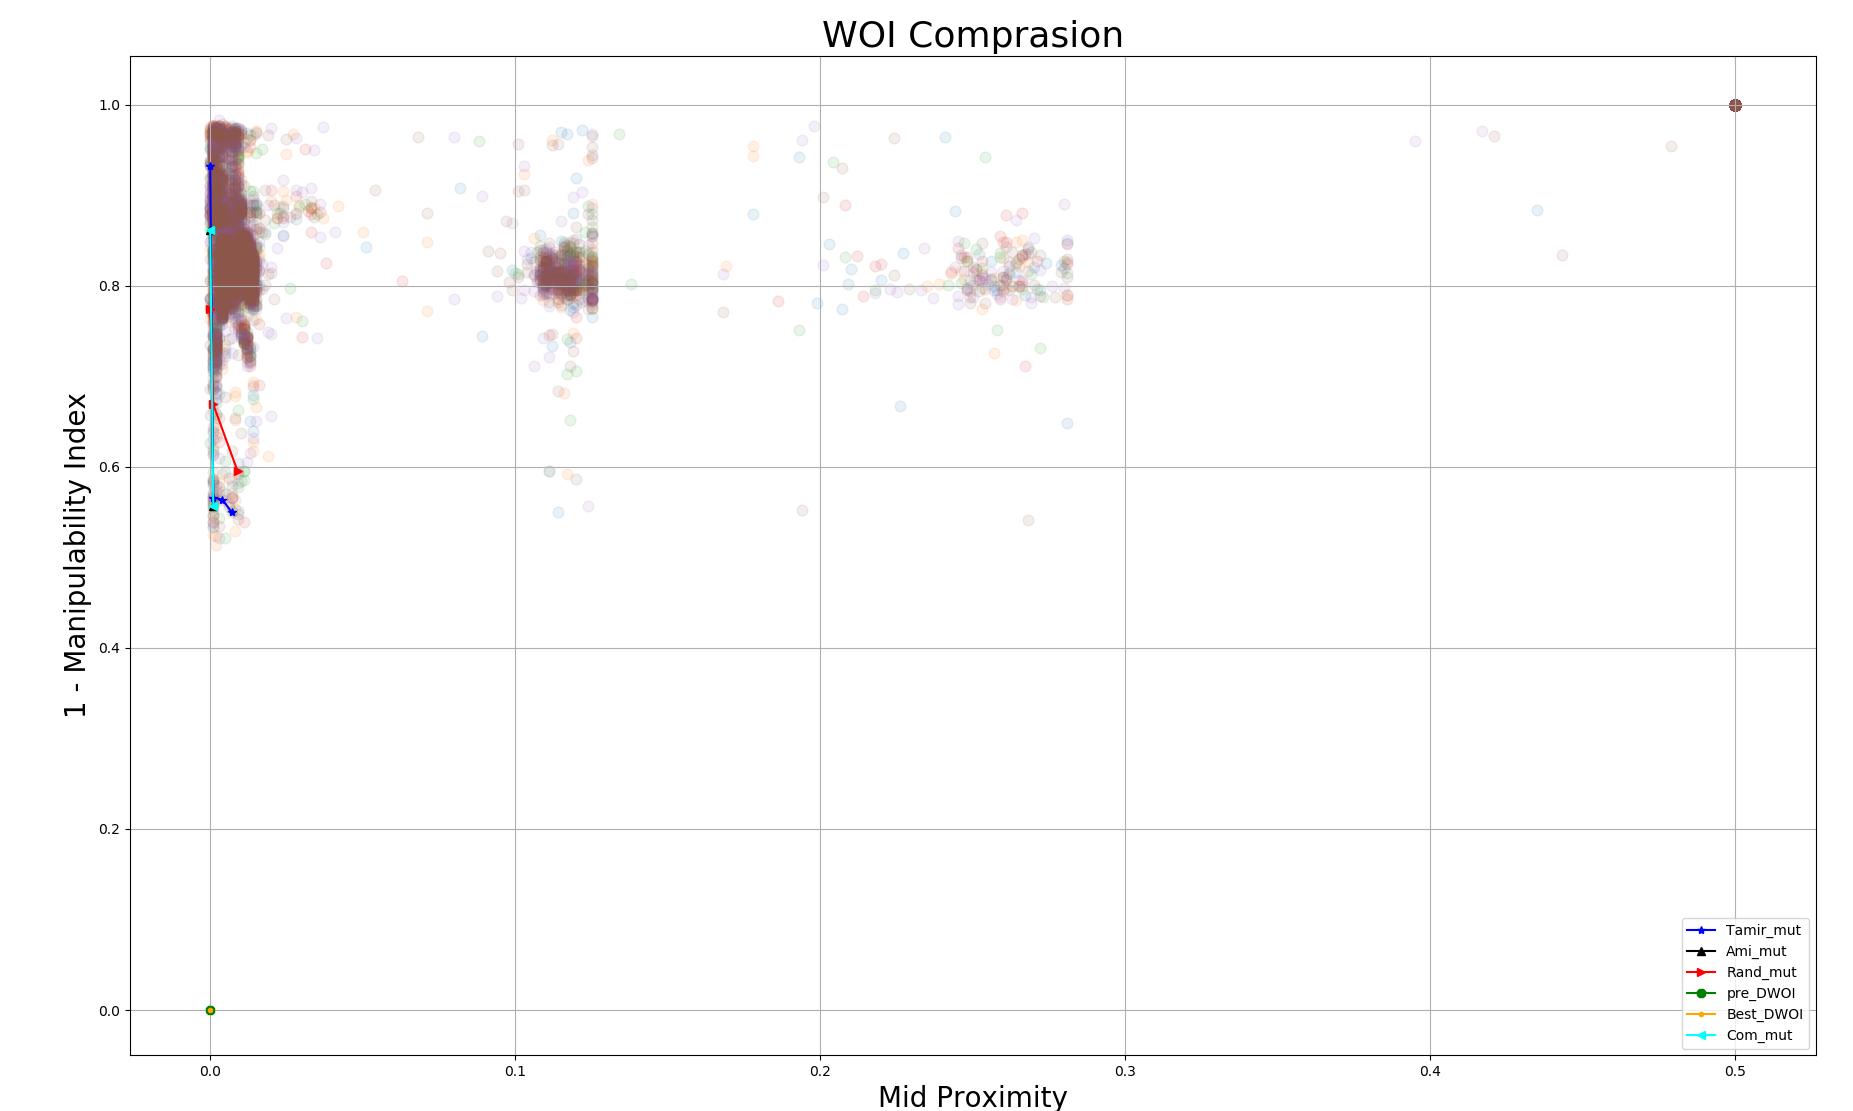 WOI Comprasion
1 - Manipulability Index
1.0
0.8
0.6
0.4
0.2
0.0
0.0 0.1 0.2 0.3 0.4 0.5
Mid Proximity
Tamir_mut
Ami_mut
Rand_mut
pre_DWOI
Best_DWOI
Com_mut